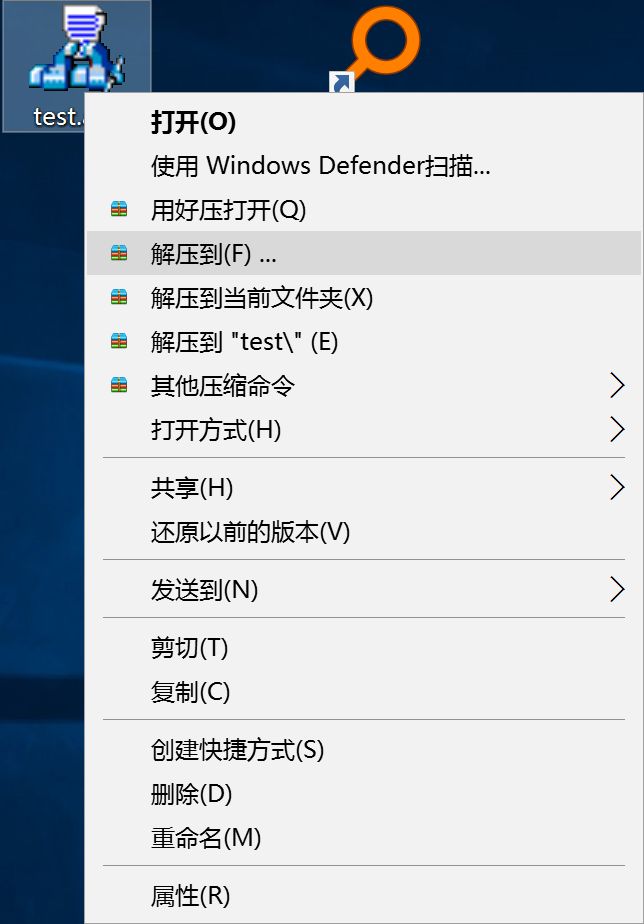 test.
打开(O)
使用 Windows Defender扫描...
用好压打开(Q)
解压到(F) ...
解压到当前文件夹(X)
解压到 "test\" (E)
其他压缩命令
打开方式(H)
共享(H)
还原以前的版本(V)
发送到(N)
剪切(T)
复制(C)
创建快捷方式(S)
删除(D)
重命名(M)
属性(R)